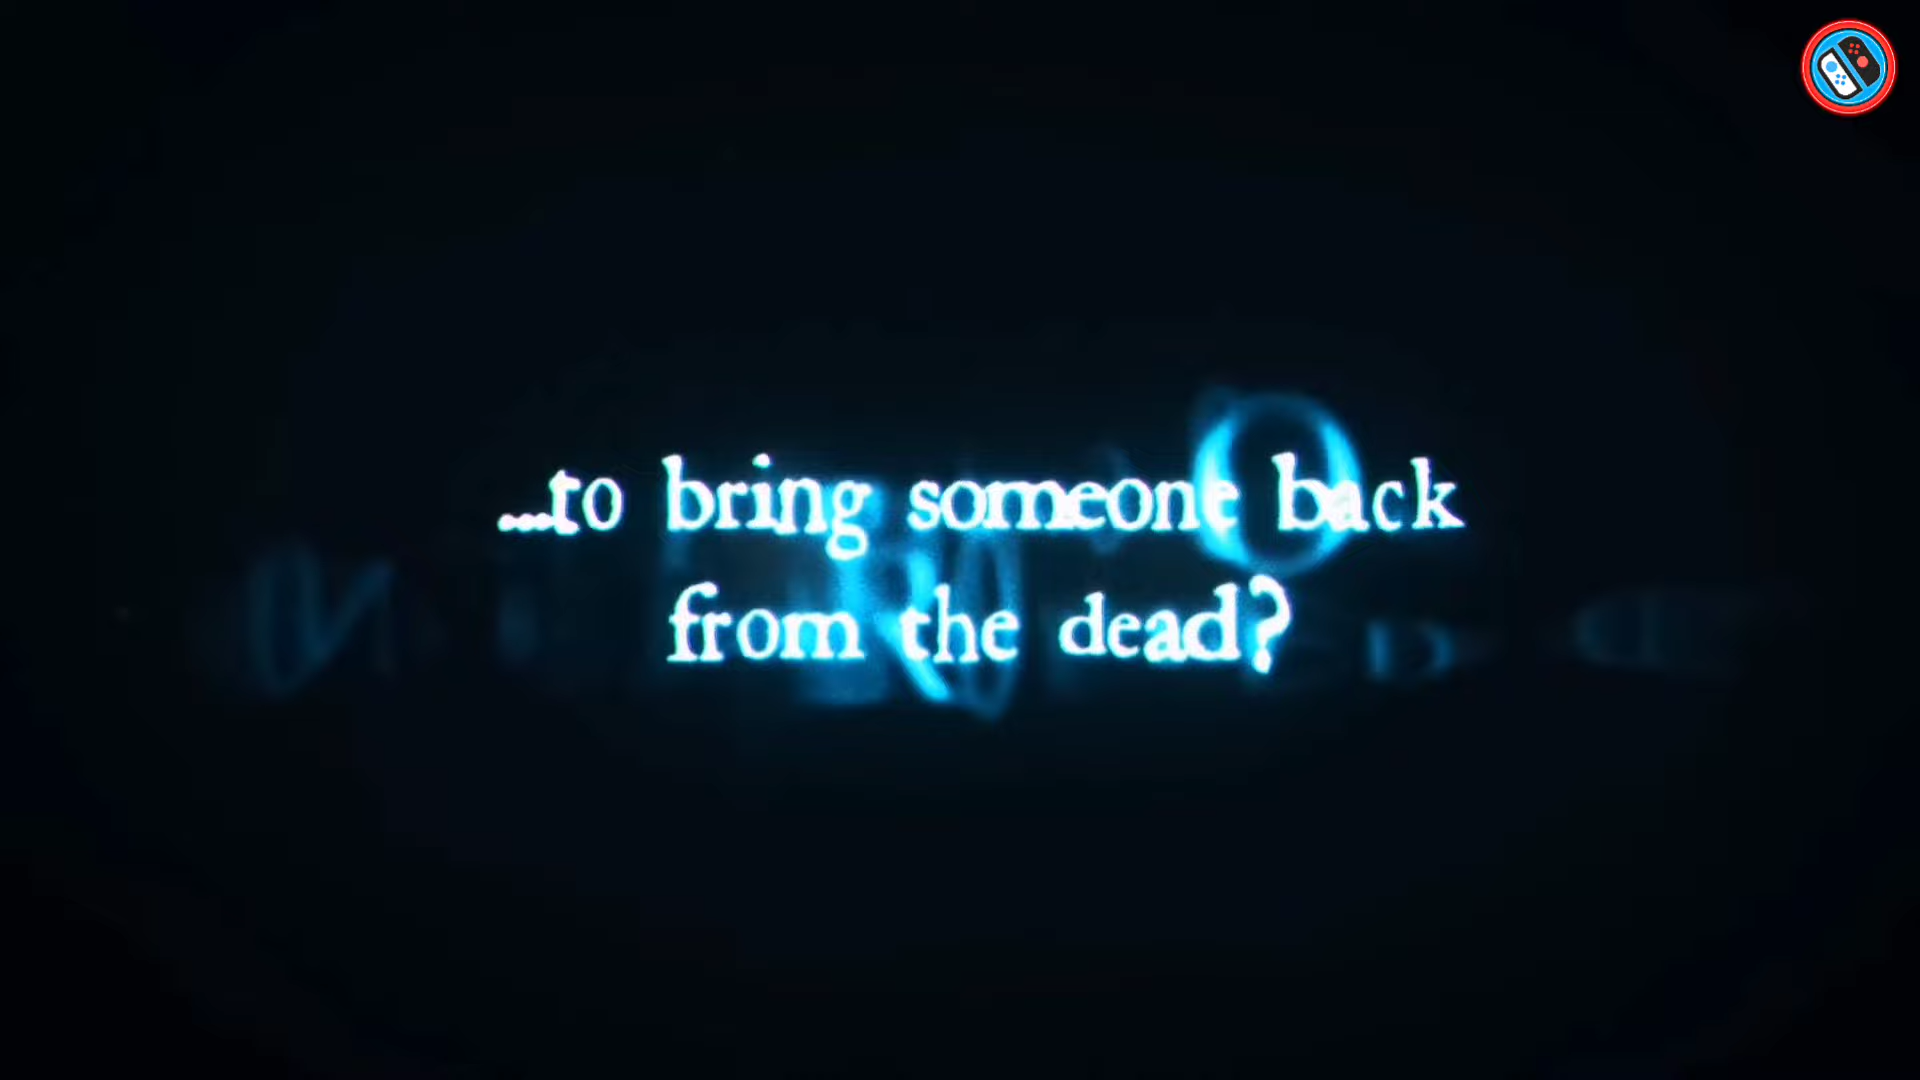 ...to bring someone back
from the dead?